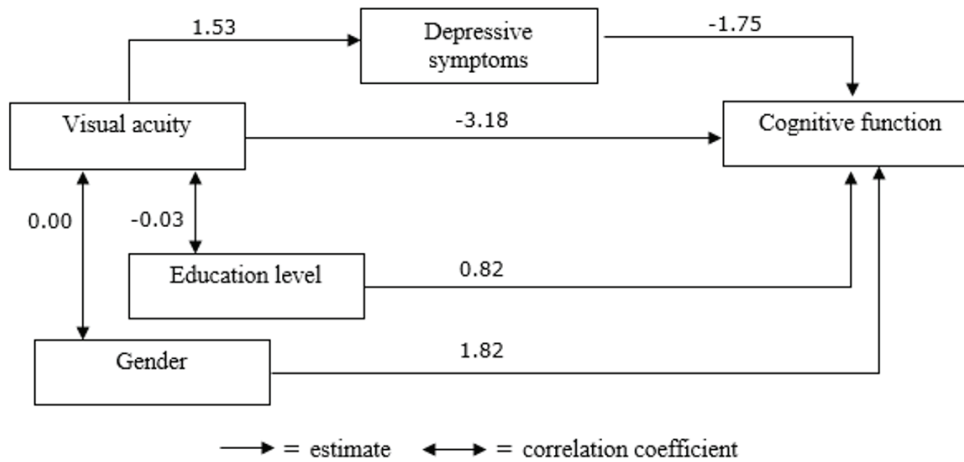 1.53
Depressive
symptoms
-1.75
Visual acuity
-3.18
Cognitive function
0.00
-0.03
Education level
0.82
Gender
1.82
= estimate
= correlation coefficient